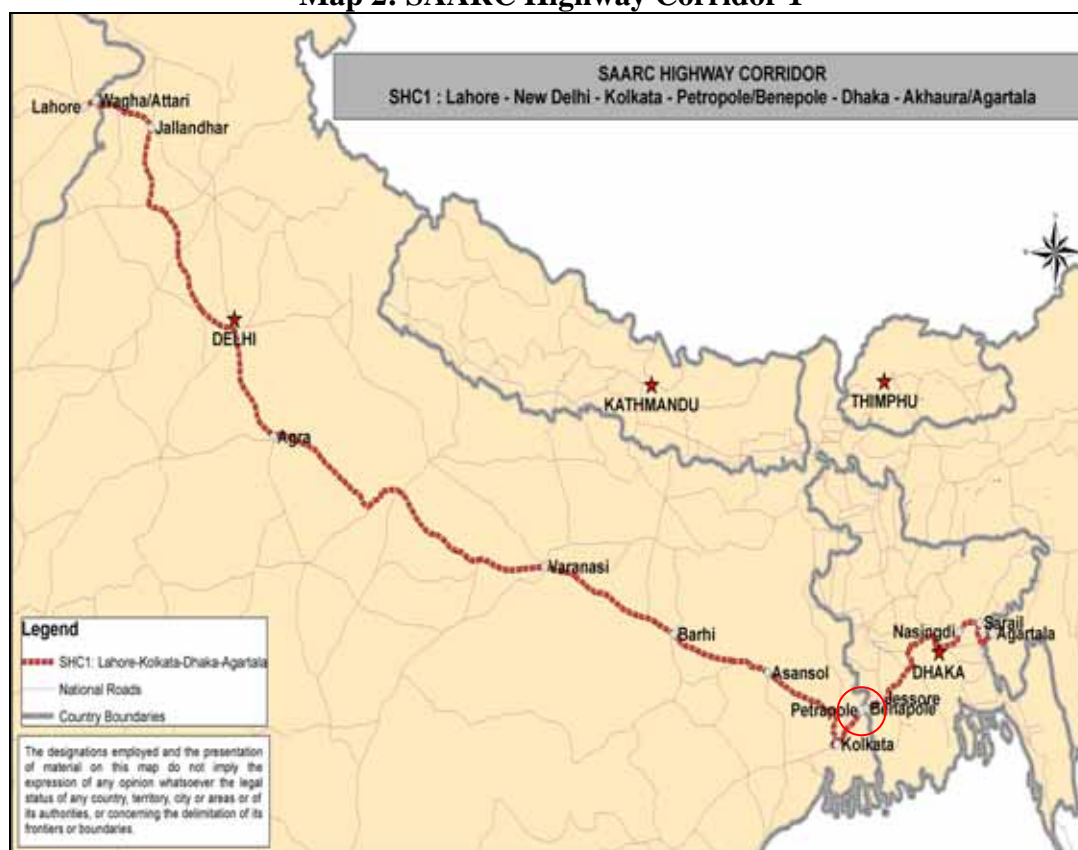 Map 2: SAARC Highway Corridor 1
SAARC HIGHWAY CORRIDOR
SHC1 : Lahore - New Delhi - Kolkata - Petropole/Benepole - Dhaka - Akhaura/Agartala
Lahore
Wagha/Attari
Jallandhar
DELHI
KATHMANDU
THIMPHU
Agra
Varanasi
Barhi
Nasingdi
Sarail
Agartala
DHAKA
Asansol
Jessore
Petrapole
Benapole
Kolkata
Legend
SHC1: Lahore-Kolkata-Dhaka-Agartala
National Roads
Country Boundaries
The designations employed and the presentation
of material on this map do not imply the
expression of any opinion whatsoever the legal
status of any country, territory, city or areas or of
its authorities, or concerning the delimitation of its
frontiers or boundaries.